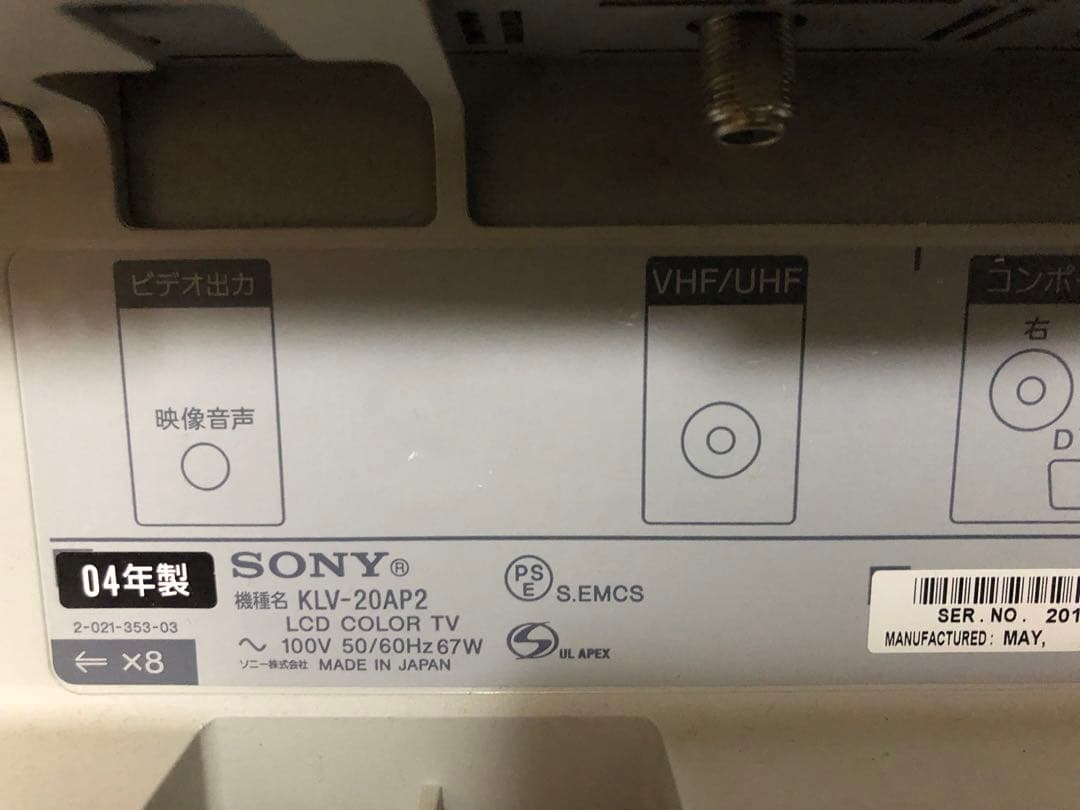 ビデオ出力
映像音声
VHF/UHF
コンポ
右
D
04年製
2-021-353-03
⇐ ×8
SONY®
機種名 KLV-20AP2
LCD COLOR TV
～ 100V 50/60Hz 67W
ソニー株式会社 MADE IN JAPAN
PS
E
S.EMCS
UL APEX
SER.NO. 201
MANUFACTURED: MAY,